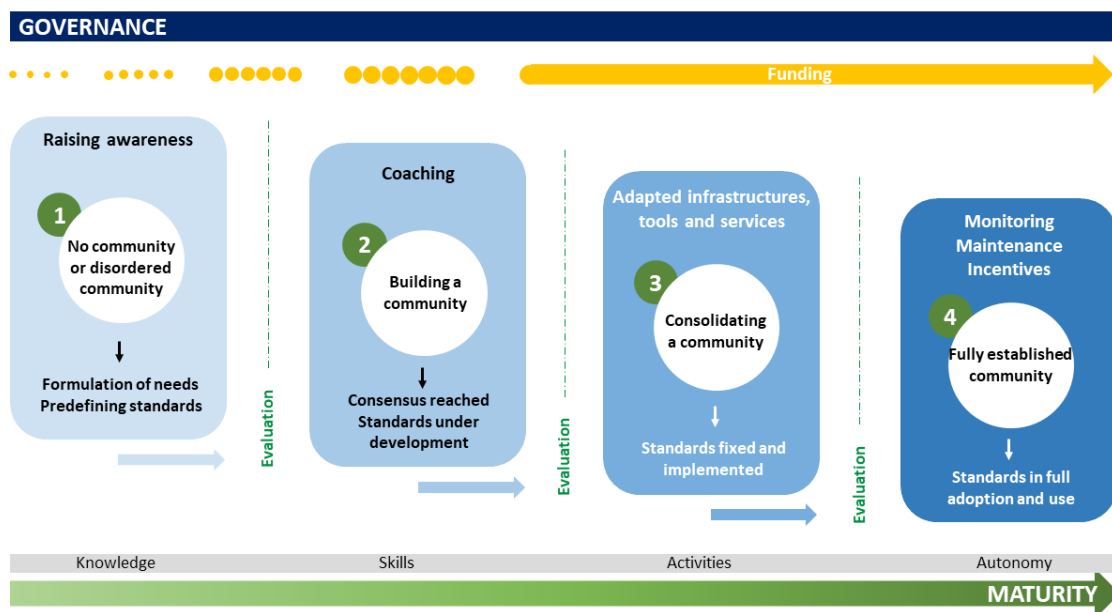 GOVERNANCE
Funding
Raising awareness
1
No community
or disordered
community
Formulation of needs
Predefining standards
Evaluation
Coaching
2
Building a
community
Consensus reached
Standards under
development
Evaluation
Adapted infrastructures,
tools and services
3
Consolidating
a community
Standards fixed and
implemented
Evaluation
Monitoring
Maintenance
Incentives
4
Fully established
community
Standards in full
adoption and use
Knowledge
Skills
Activities
Autonomy
MATURITY